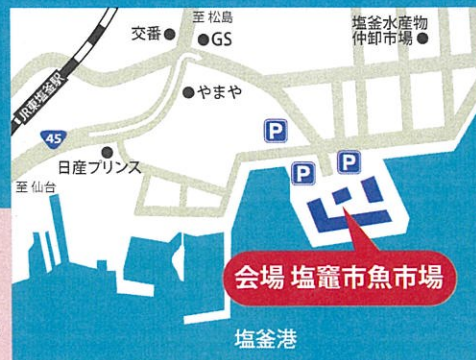 至 松島
交番
GS
塩釜水産物
仲卸市場
JR東塩釜駅
やまや
P
45
日産プリンス
P
P
至 仙台
会場 塩竈市魚市場
塩釜港